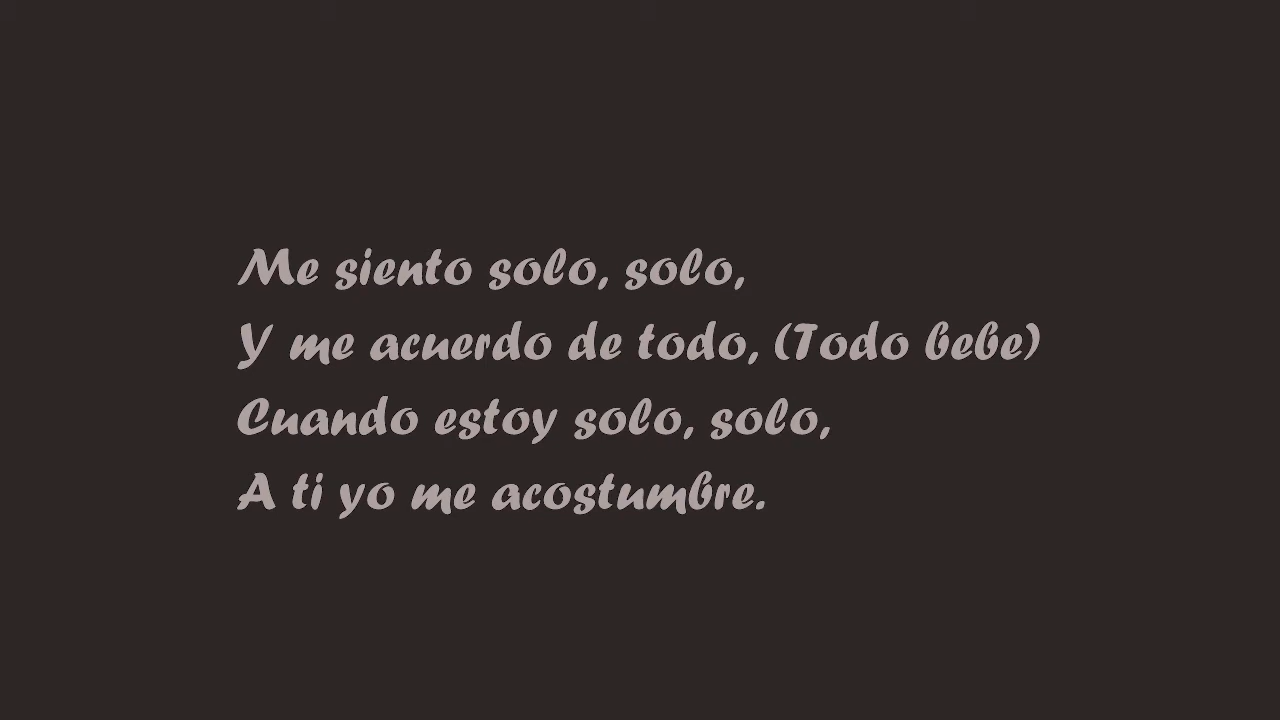 Me siento solo, solo,
Y me acuerdo de todo, (Todo bebe)
Cuando estoy solo, solo,
A ti yo me acostumbre.